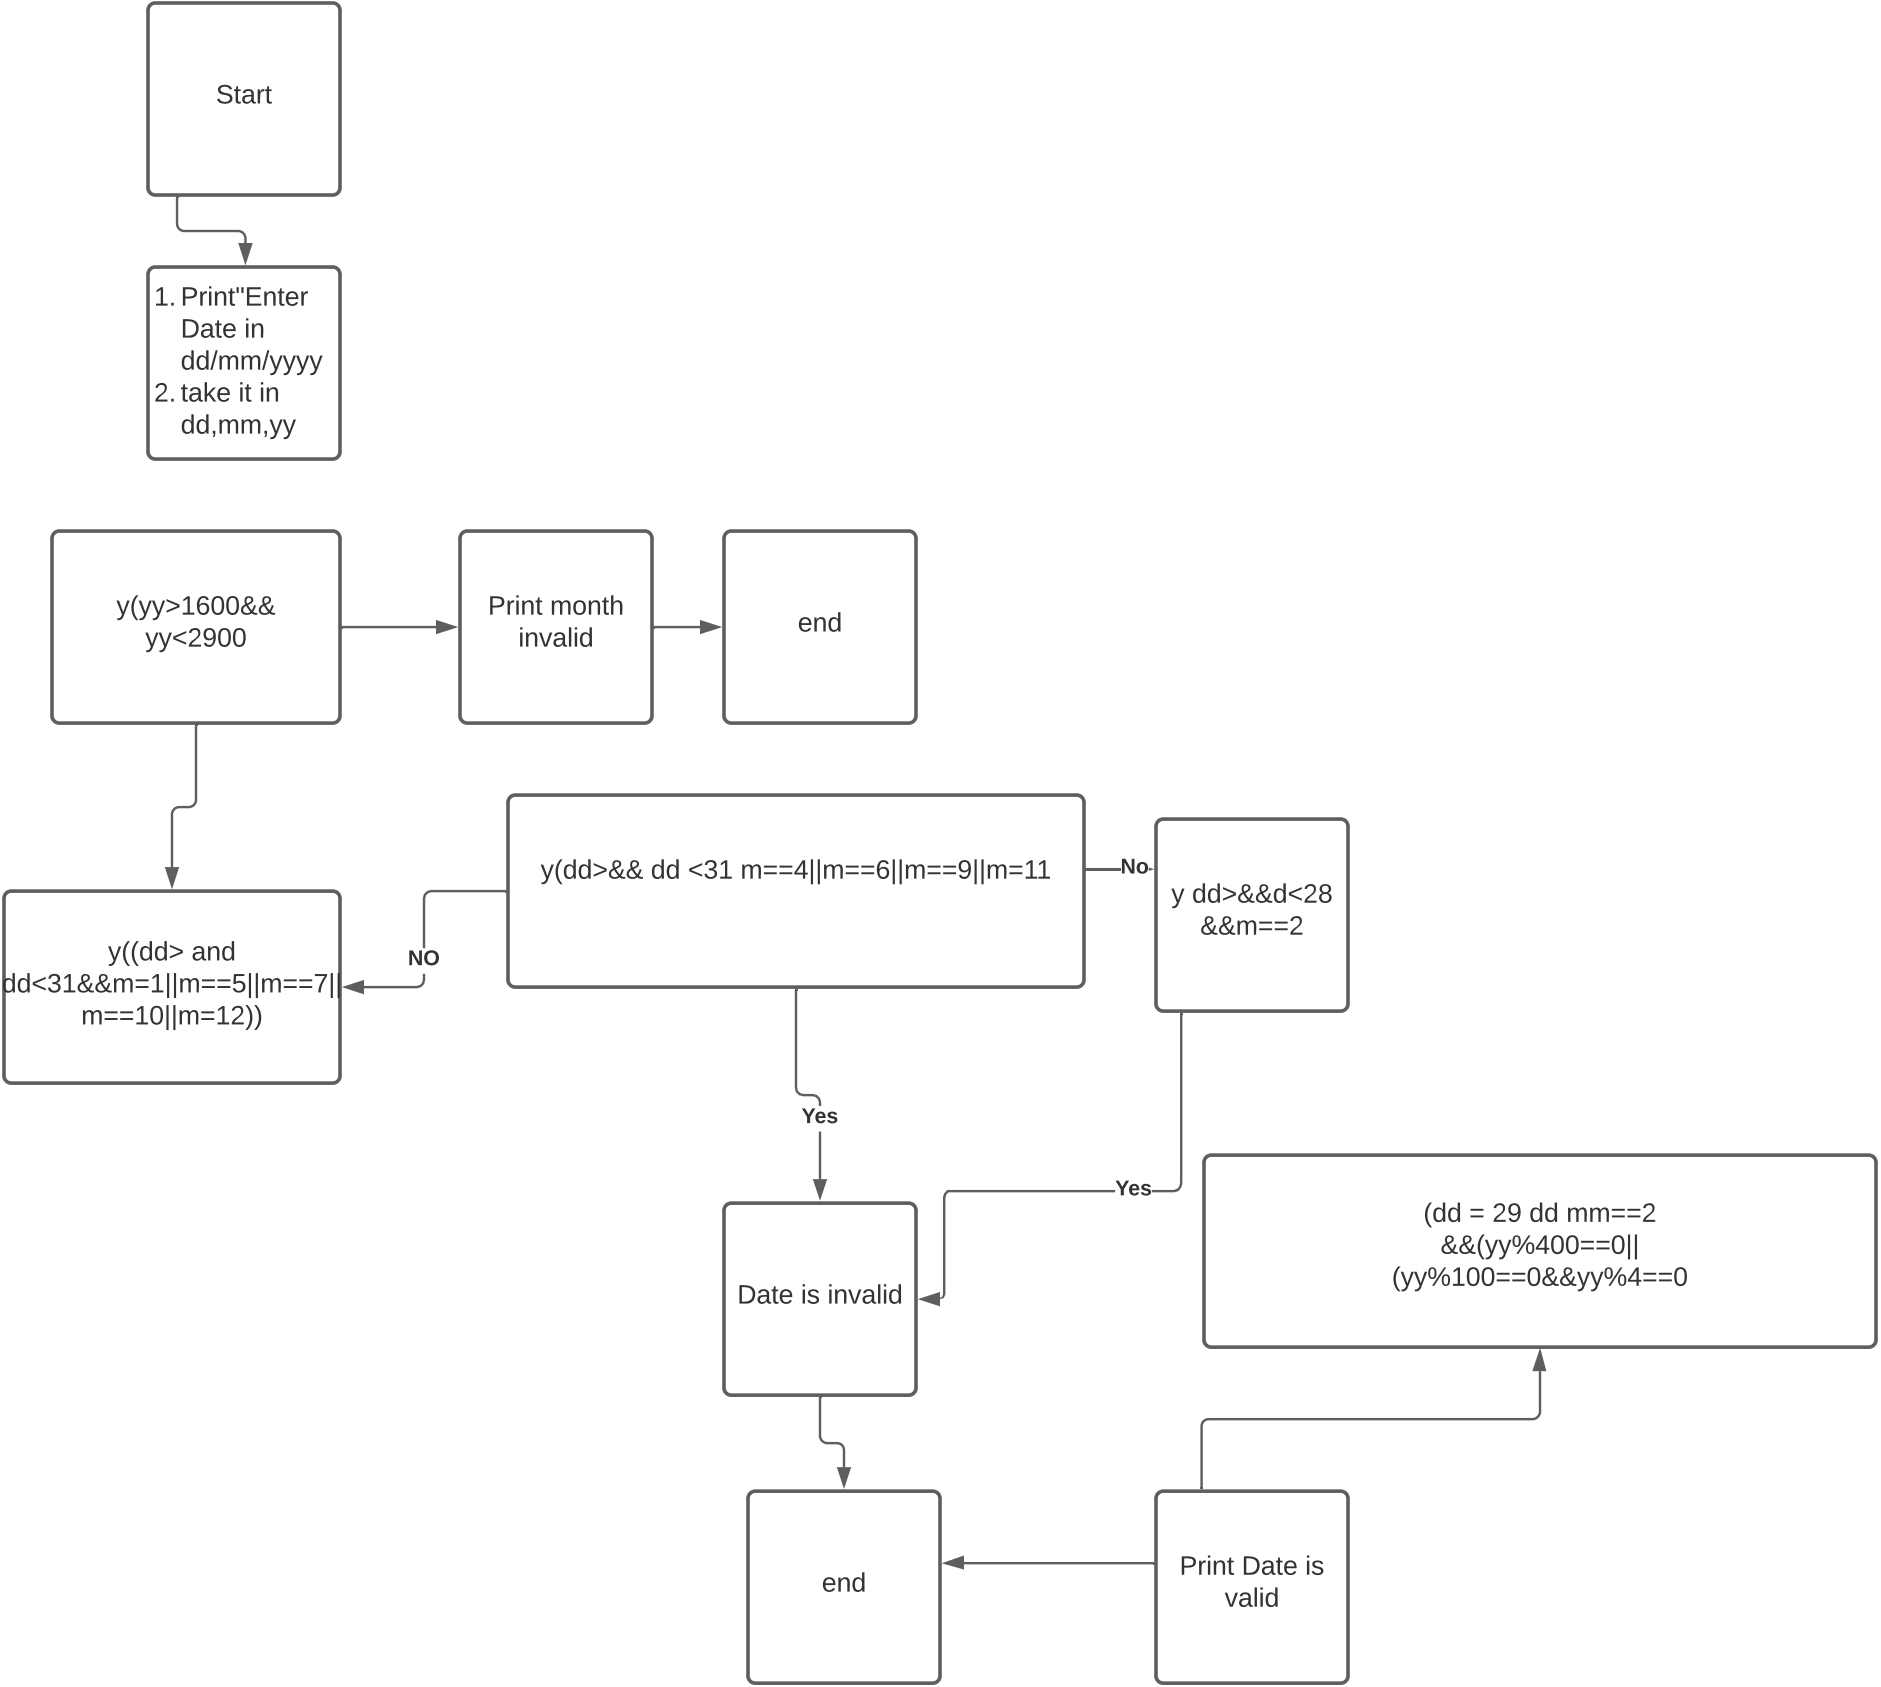 Start
1. Print"Enter
Date in
dd/mm/yyyy
2. take it in
dd,mm,yy
y(yy>1600&&
yy<2900
Print month
invalid
end
y(dd>&& dd <31 m==4||m==6||m==9||m=11
No
y dd>&&d<28
&&m==2
NO
y((dd> and
dd<31&&m=1||m==5||m==7||
m==10||m=12))
Yes
Yes
(dd = 29 dd mm==2
&&(yy%400==0||
(yy%100==0&&yy%4==0
Date is invalid
end
Print Date is
valid